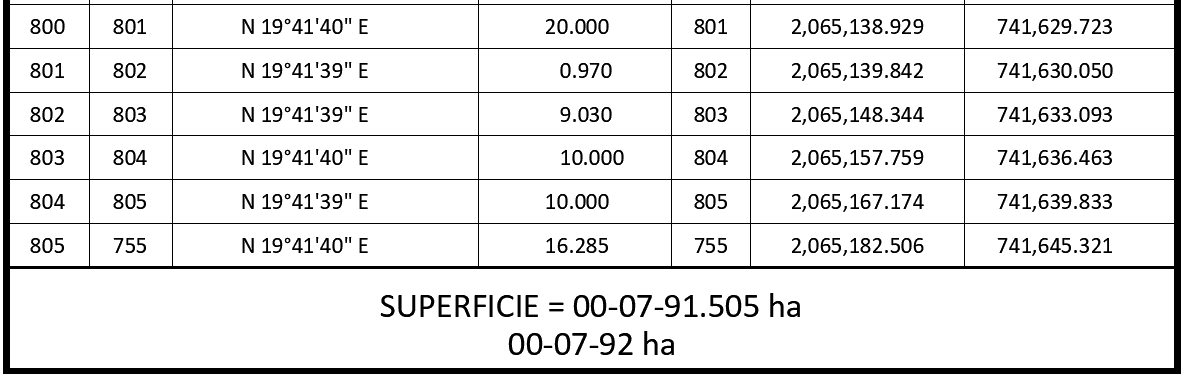 800 801 N 19°41'40" E 20.000 801 2,065,138.929 741,629.723
801 802 N 19°41'39" E 0.970 802 2,065,139.842 741,630.050
802 803 N 19°41'39" E 9.030 803 2,065,148.344 741,633.093
803 804 N 19°41'40" E 10.000 804 2,065,157.759 741,636.463
804 805 N 19°41'39" E 10.000 805 2,065,167.174 741,639.833
805 755 N 19°41'40" E 16.285 755 2,065,182.506 741,645.321
SUPERFICIE = 00-07-91.505 ha
00-07-92 ha